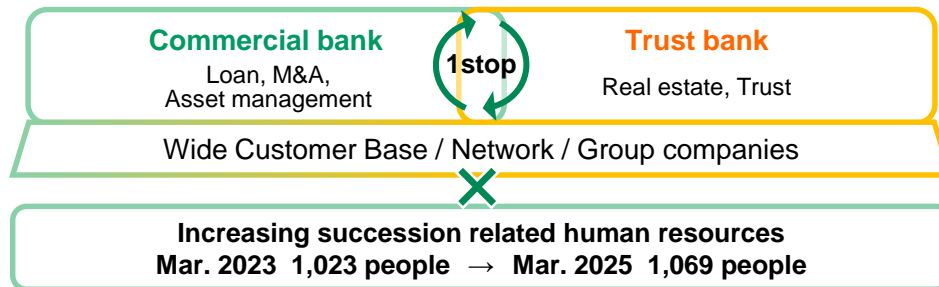 Commercial bank
Loan, M&A,
Asset management
1stop
Trust bank
Real estate, Trust
Wide Customer Base / Network / Group companies
Increasing succession related human resources
Mar. 2023 1,023 people → Mar. 2025 1,069 people